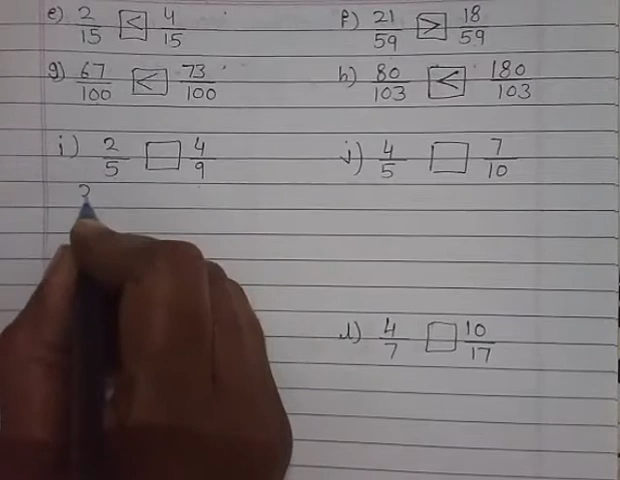 e) 2/15 < 4/15 f) 21/59 > 18/59
g) 67/100 < 73/100 h) 80/103 < 180/103
i) 2/5 □ 4/9 j) 4/5 □ 7/10
l) 4/7 □ 10/17